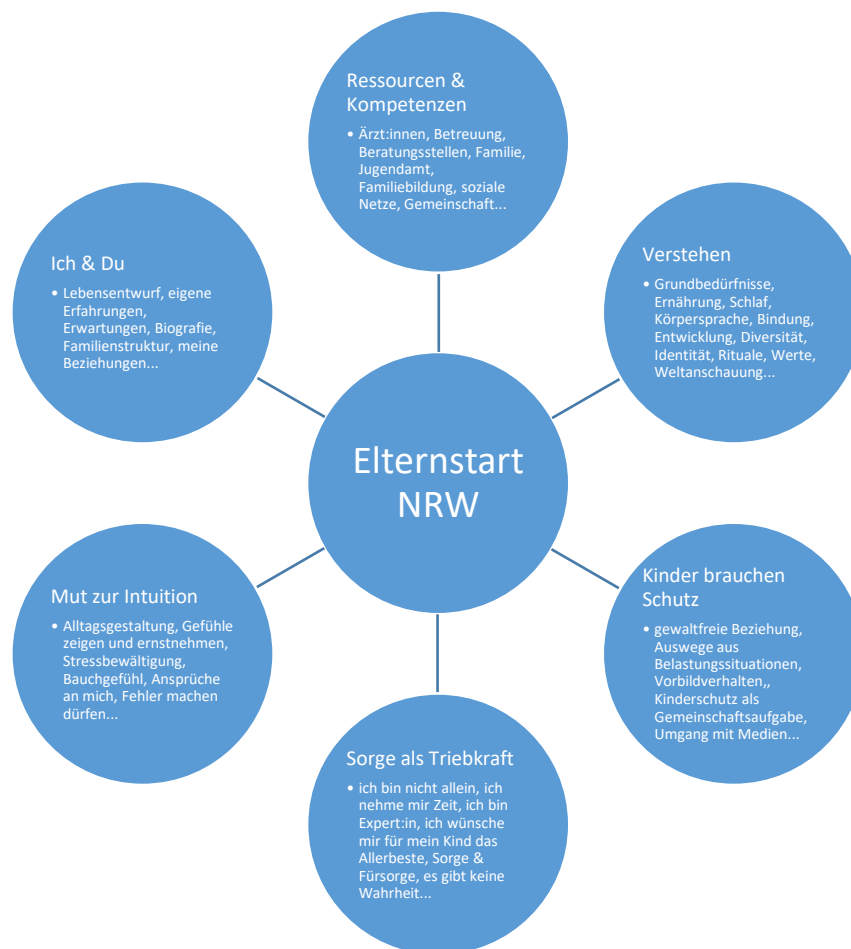 Ressourcen &
Kompetenzen
• Ärzt:innen, Betreuung,
Beratungsstellen, Familie,
Jugendamt,
Familiebildung, soziale
Netze, Gemeinschaft...
Verstehen
• Grundbedürfnisse,
Ernährung, Schlaf,
Körpersprache, Bindung,
Entwicklung, Diversität,
Identität, Rituale, Werte,
Weltanschauung...
Kinder brauchen
Schutz
• gewaltfreie Beziehung,
Auswege aus
Belastungssituationen,
Vorbildverhalten,,
Kinderschutz als
Gemeinschaftsaufgabe,
Umgang mit Medien...
Sorge als Triebkraft
• ich bin nicht allein, ich
nehme mir Zeit, ich bin
Expert:in, ich wünsche
mir für mein Kind das
Allerbeste, Sorge &
Fürsorge, es gibt keine
Wahrheit...
Mut zur Intuition
• Alltagsgestaltung, Gefühle
zeigen und ernstnehmen,
Stressbewältigung,
Bauchgefühl, Ansprüche
an mich, Fehler machen
dürfen...
Ich & Du
• Lebensentwurf, eigene
Erfahrungen,
Erwartungen, Biografie,
Familienstruktur, meine
Beziehungen...
Elternstart
NRW